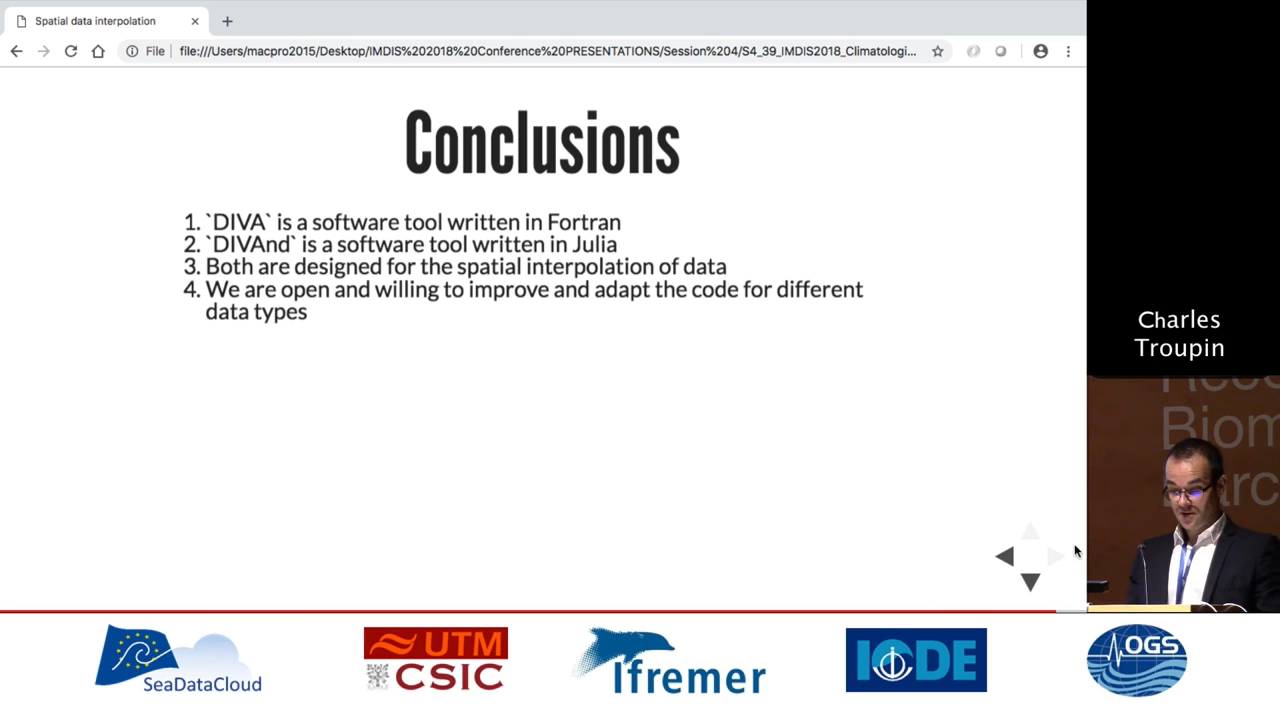 Spatial data interpolation
File
file:///Users/macpro2015/Desktop/IMDIS%202018%20Conference%20PRESENTATIONS/Session%204/S4_39_IMDIS2018_Climatologi...
Conclusions
1. `DIVA` is a software tool written in Fortran
2. `DIVAnd` is a software tool written in Julia
3. Both are designed for the spatial interpolation of data
4. We are open and willing to improve and adapt the code for different
data types
Charles
Troupin
Biom
arc
SeaDataCloud
UTM
CSIC
Ifremer
IODE
OGS